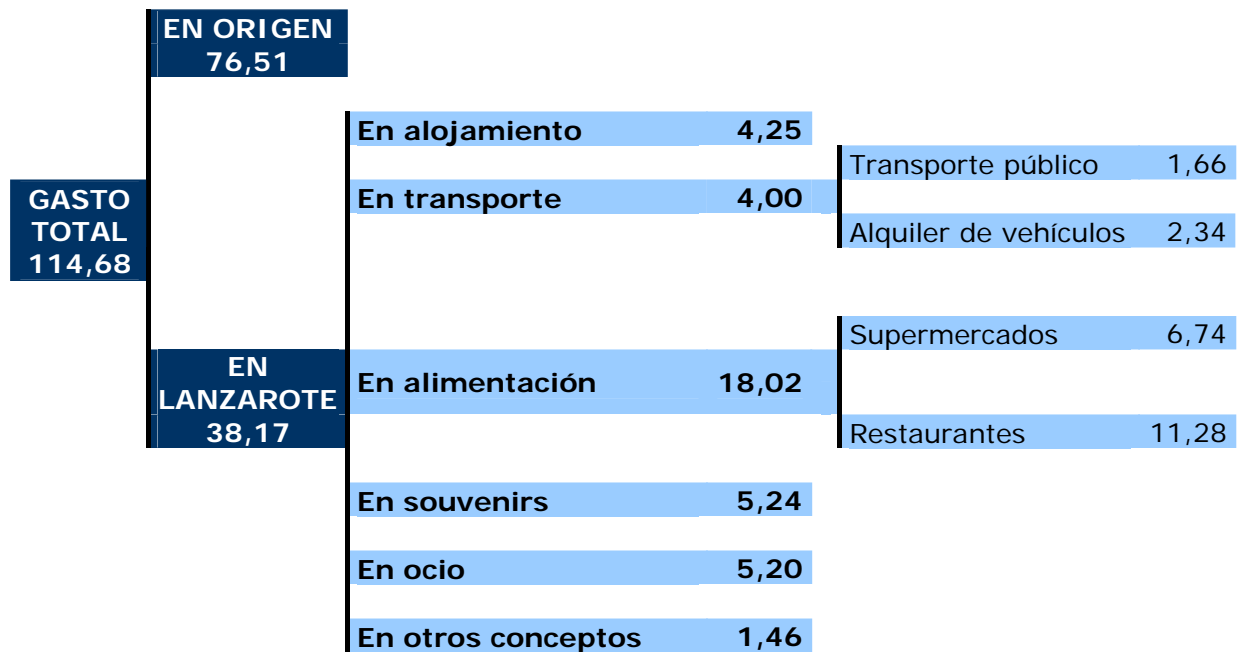 EN ORIGEN
76,51
En alojamiento 4,25
Transporte público 1,66
En transporte 4,00
GASTO
TOTAL
114,68
Alquiler de vehículos 2,34
Supermercados 6,74
EN
LANZAROTE
38,17
En alimentación 18,02
Restaurantes 11,28
En souvenirs 5,24
En ocio 5,20
En otros conceptos 1,46